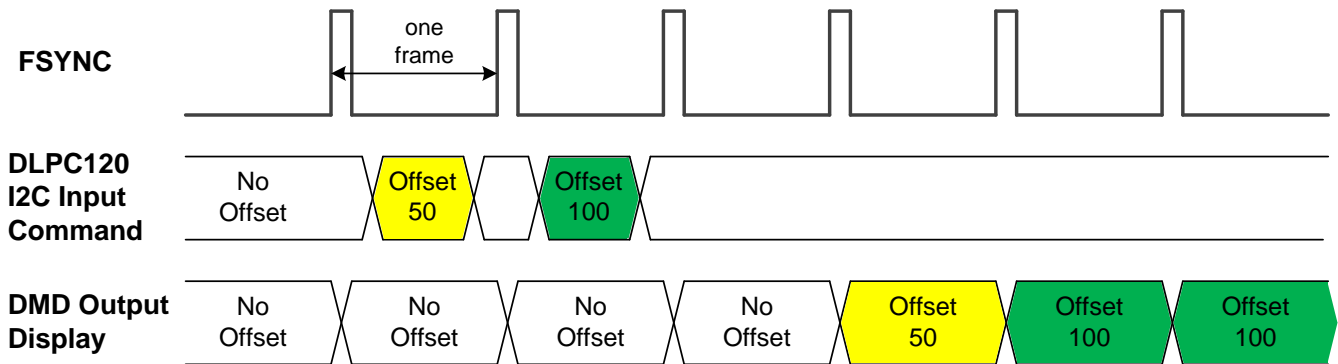 FSYNC
one
frame
DLPC120
I2C Input
Command
No
Offset
Offset
50
Offset
100
DMD Output
Display
No
Offset
No
Offset
No
Offset
No
Offset
Offset
50
Offset
100
Offset
100